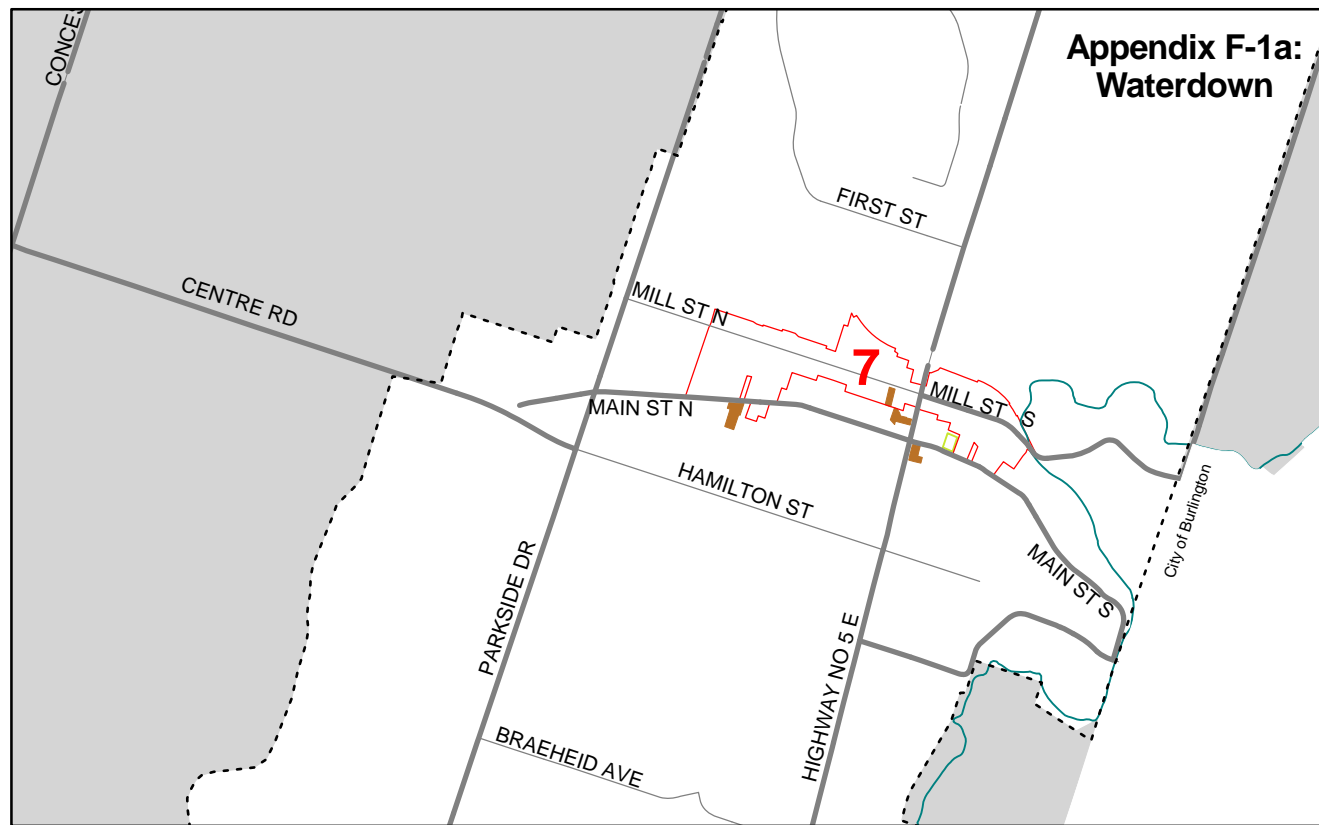 Appendix F-1a:
Waterdown
CONCES
FIRST ST
CENTRE RD
MILL ST N
7
MILL ST S
MAIN ST N
HAMILTON ST
City of Burlington
MAIN ST S
PARKSIDE DR
HIGHWAY NO 5 E
BRAEHEID AVE